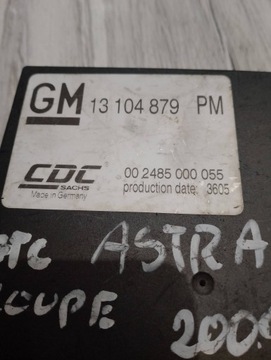 GM 13 104 879 PM
CDC 00 2485 000 055
SACHS
Made in Germany production date: 3605
OTC ASTRA
COUPE 200